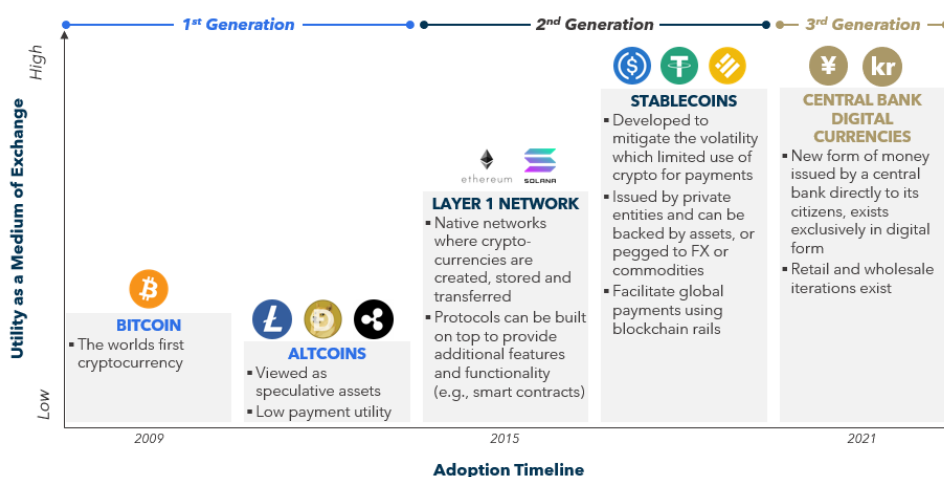 1st Generation
2nd Generation
3rd Generation
High
Utility as a Medium of Exchange
Low
BITCOIN
▪ The worlds first
cryptocurrency
ALTCOINS
▪ Viewed as
speculative assets
▪ Low payment utility
ethereum
SOLANA
LAYER 1 NETWORK
▪ Native networks
where crypto-
currencies are
created, stored and
transferred
▪ Protocols can be built
on top to provide
additional features
and functionality
(e.g., smart contracts)
STABLECOINS
▪ Developed to
mitigate the volatility
which limited use of
crypto for payments
▪ Issued by private
entities and can be
backed by assets, or
pegged to FX or
commodities
▪ Facilitate global
payments using
blockchain rails
¥
kr
CENTRAL BANK
DIGITAL
CURRENCIES
▪ New form of money
issued by a central
bank directly to its
citizens, exists
exclusively in digital
form
▪ Retail and wholesale
iterations exist
2009
2015
2021
Adoption Timeline